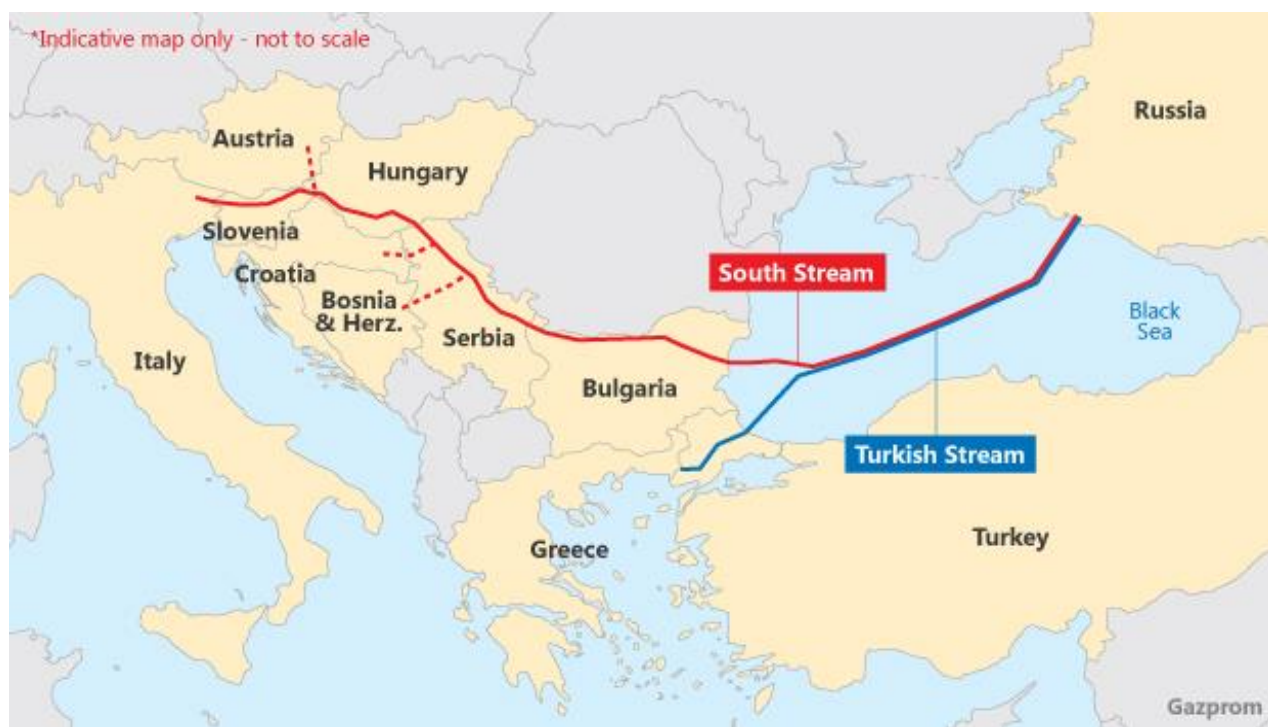 *Indicative map only - not to scale
Russia
Austria
Hungary
Slovenia
Croatia
Bosnia
& Herz.
South Stream
Black
Sea
Serbia
Italy
Bulgaria
Turkish Stream
Turkey
Greece
Gazprom